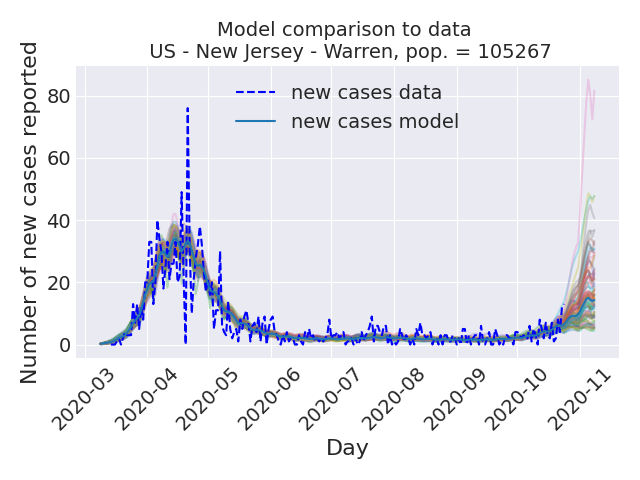 Model comparison to data
US - New Jersey - Warren, pop. = 105267
new cases data
new cases model
Number of new cases reported
80
60
40
20
0
2020-03
2020-04
2020-05
2020-06
2020-07
2020-08
2020-09
2020-10
2020-11
Day